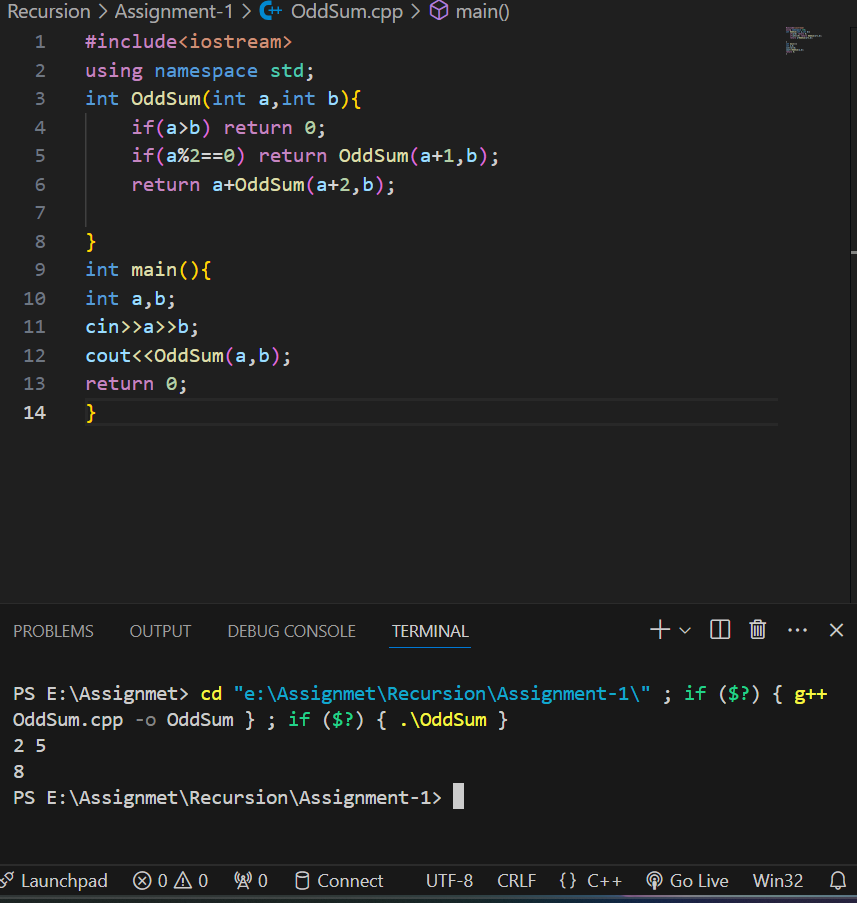 Recursion > Assignment-1 > OddSum.cpp > main()
1 #include<iostream>
2 using namespace std;
3 int OddSum(int a,int b){
4     if(a>b) return 0;
5     if(a%2==0) return OddSum(a+1,b);
6     return a+OddSum(a+2,b);
7
8 }
9 int main(){
10 int a,b;
11 cin>>a>>b;
12 cout<<OddSum(a,b);
13 return 0;
14 }
PROBLEMS OUTPUT DEBUG CONSOLE TERMINAL
PS E:\Assignmet> cd "e:\Assignmet\Recursion\Assignment-1\" ; if ($?) { g++
OddSum.cpp -o OddSum } ; if ($?) { .\OddSum }
2 5
8
PS E:\Assignmet\Recursion\Assignment-1>
Launchpad 0 0 0 Connect UTF-8 CRLF {} C++ Go Live Win32